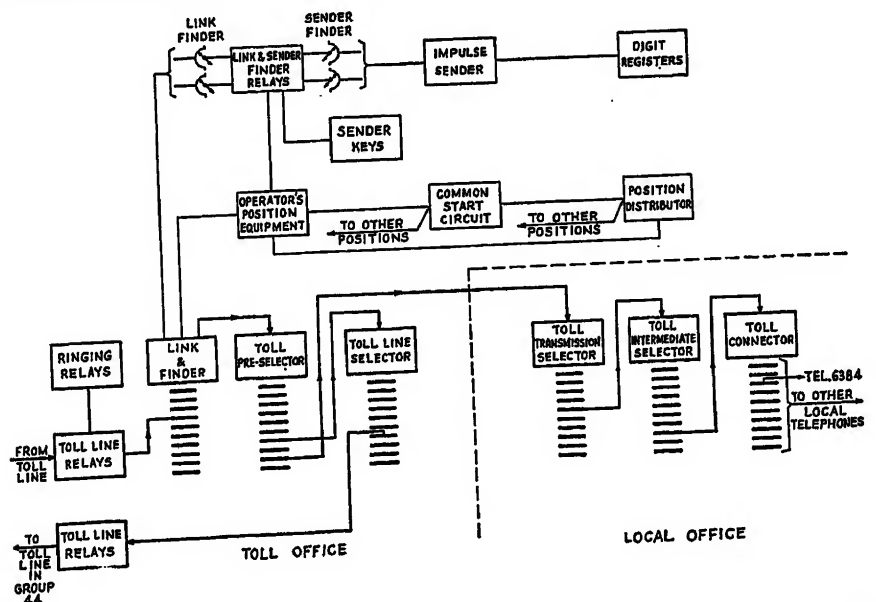 LINK
FINDER
SENDER
FINDER
LINK & SENDER
FINDER
RELAYS
IMPULSE
SENDER
DIGIT
REGISTERS
SENDER
KEYS
OPERATOR'S
POSITION
EQUIPMENT
COMMON
START
CIRCUIT
POSITION
DISTRIBUTOR
TO OTHER
POSITIONS
TO OTHER
POSITIONS
RINGING
RELAYS
LINK
&
FINDER
TOLL
PRE-SELECTOR
TOLL LINE
SELECTOR
TOLL
TRANSMISSION
SELECTOR
TOLL
INTERMEDIATE
SELECTOR
TOLL
CONNECTOR
TEL.6384
TO OTHER
LOCAL
TELEPHONES
FROM
TOLL
LINE
TOLL LINE
RELAYS
TO
TOLL
LINE
IN
GROUP
44
TOLL LINE
RELAYS
TOLL OFFICE
LOCAL OFFICE